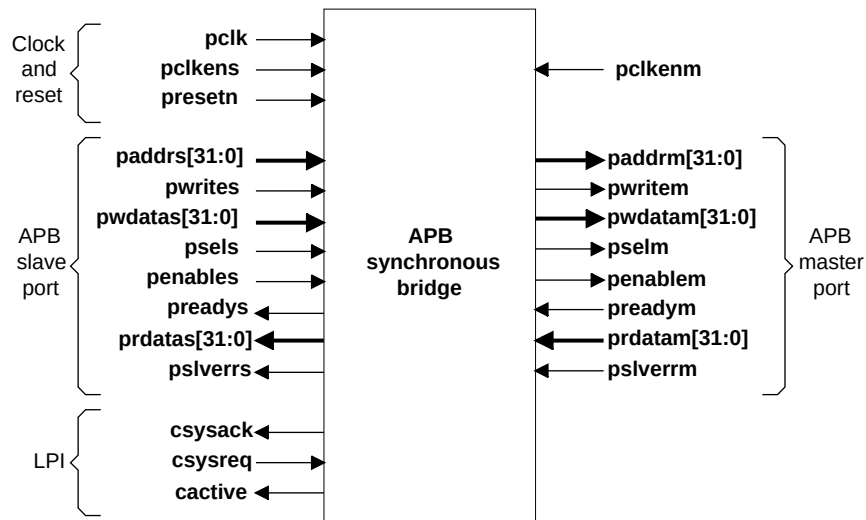 Clock
and
reset
pclk
pclkens
presetn
pclkenm
APB
slave
port
paddrs[31:0]
pwrites
pwdatas[31:0]
psels
penables
preadys
prdatas[31:0]
pslverrs
APB
synchronous
bridge
paddrm[31:0]
pwritem
pwdatam[31:0]
pselm
penablem
preadym
prdatam[31:0]
pslverrm
APB
master
port
LPI
csysack
csysreq
cactive